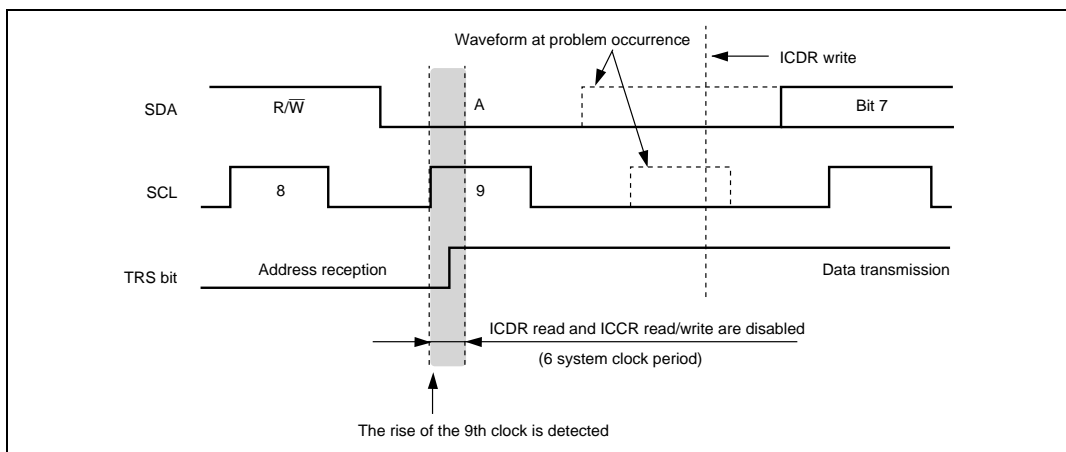 Waveform at problem occurrence
ICDR write
SDA
R/W̅
A
Bit 7
SCL
8
9
TRS bit
Address reception
Data transmission
ICDR read and ICCR read/write are disabled
(6 system clock period)
The rise of the 9th clock is detected